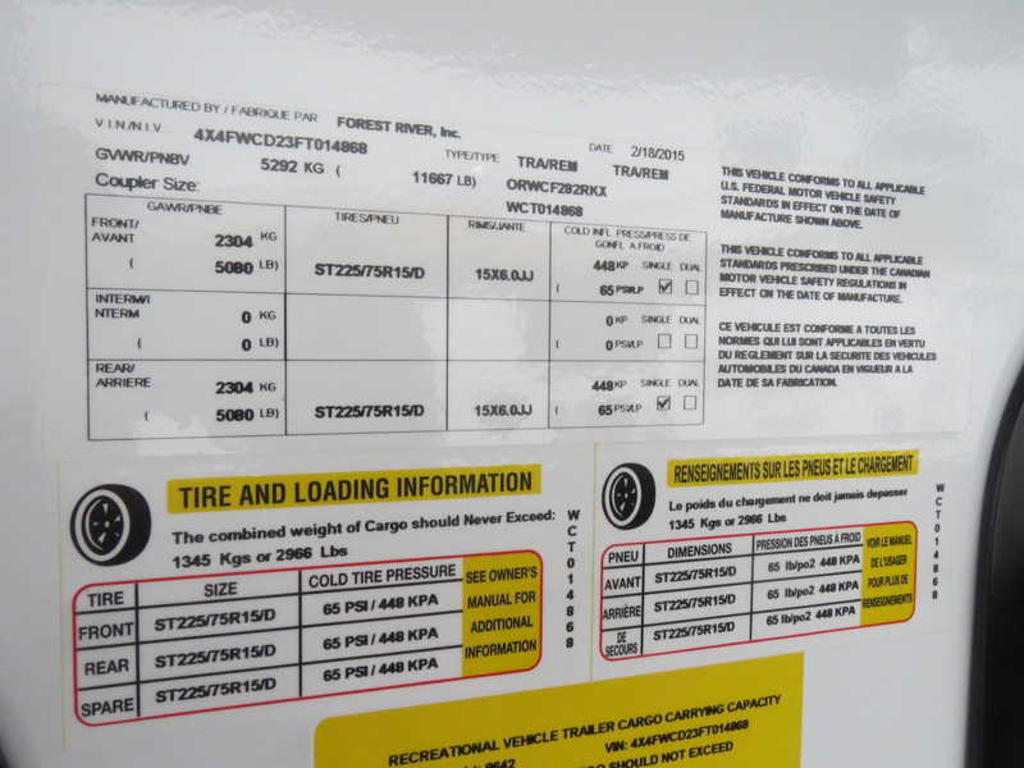 MANUFACTURED BY / FABRIQUE PAR FOREST RIVER, Inc.
V.I.N/N.I.V. 4X4FWCD23FT014868 DATE 2/18/2015
GVWR/PNBV 5292 KG ( 11667 LB) TYPE/TYPE TRA/REM TRA/REM
Coupler Size: ORWCF282RKX
WCT014868
GAWR/PNBE TIRES/PNEU RIMS/JANTE COLD INFL. PRESS/PRESS DE
GONFL. A FROID
FRONT/
AVANT 2304 KG 448 KP SINGLE DUAL
( 5080 LB) ST225/75R15/D 15X6.0JJ ( 65 PSI/LP
INTERM/I
NTERM 0 KG 0 KP SINGLE DUAL
( 0 LB) ( 0 PSI/LP
REAR/
ARRIERE 2304 KG 448 KP SINGLE DUAL
( 5080 LB) ST225/75R15/D 15X6.0JJ ( 65 PSI/LP
THIS VEHICLE CONFORMS TO ALL APPLICABLE
U.S. FEDERAL MOTOR VEHICLE SAFETY
STANDARDS IN EFFECT ON THE DATE OF
MANUFACTURE SHOWN ABOVE.
THIS VEHICLE CONFORMS TO ALL APPLICABLE
STANDARDS PRESCRIBED UNDER THE CANADIAN
MOTOR VEHICLE SAFETY REGULATIONS IN
EFFECT ON THE DATE OF MANUFACTURE.
CE VEHICULE EST CONFORME A TOUTES LES
NORMES QUI LUI SONT APPLICABLES EN VERTU
DU REGLEMENT SUR LA SECURITE DES VEHICULES
AUTOMOBILES DU CANADA EN VIGUEUR A LA
DATE DE SA FABRICATION.
TIRE AND LOADING INFORMATION
The combined weight of Cargo should Never Exceed:
1345 Kgs or 2966 Lbs
TIRE SIZE COLD TIRE PRESSURE
FRONT ST225/75R15/D 65 PSI / 448 KPA
REAR ST225/75R15/D 65 PSI / 448 KPA
SPARE ST225/75R15/D 65 PSI / 448 KPA
SEE OWNER'S
MANUAL FOR
ADDITIONAL
INFORMATION
WCT014868
RENSEIGNEMENTS SUR LES PNEUS ET LE CHARGEMENT
Le poids du chargement ne doit jamais depasser
1345 Kgs or 2966 Lbs
PNEU DIMENSIONS PRESSION DES PNEUS À FROID
AVANT ST225/75R15/D 65 lb/po2 448 KPA
ARRIÈRE ST225/75R15/D 65 lb/po2 448 KPA
DE
SECOURS ST225/75R15/D 65 lb/po2 448 KPA
VOIR LE MANUEL
DE L'USAGER
POUR PLUS DE
RENSEIGNEMENTS
WCT014868
RECREATIONAL VEHICLE TRAILER CARGO CARRYING CAPACITY
VIN: 4X4FWCD23FT014868
SHOULD NOT EXCEED